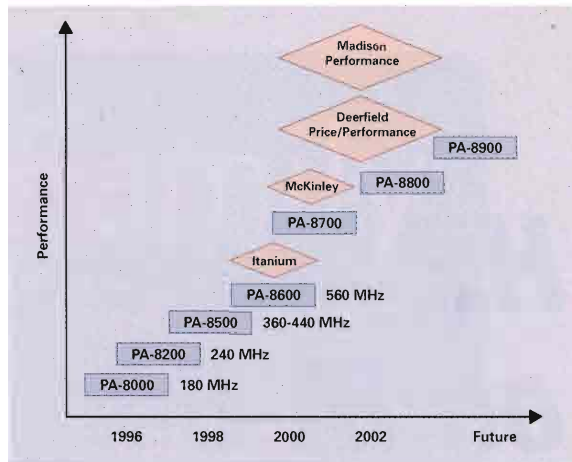 Madison
Performance
Deerfield
Price/Performance
PA-8900
McKinley
PA-8800
PA-8700
Itanium
PA-8600 560 MHz
PA-8500 360-440 MHz
PA-8200 240 MHz
PA-8000 180 MHz
Performance
1996 1998 2000 2002 Future